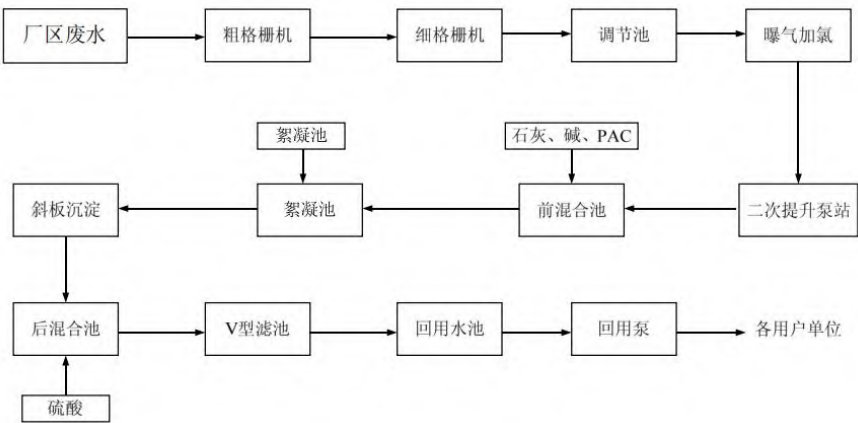 厂区废水
粗格栅机
细格栅机
调节池
曝气加氯
絮凝池
石灰、碱、PAC
斜板沉淀
絮凝池
前混合池
二次提升泵站
后混合池
V型滤池
回用水池
回用泵
各用户单位
硫酸